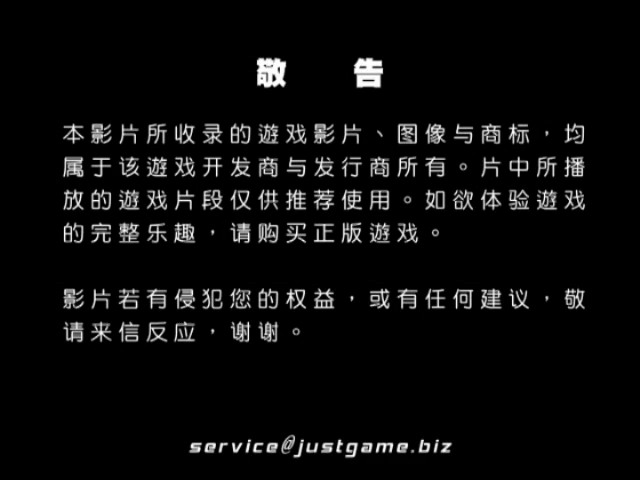 敬 告
本影片所收录的遊戏影片、图像与商标，均
属于该遊戏开发商与发行商所有。片中所播
放的遊戏片段仅供推荐使用。如欲体验遊戏
的完整乐趣，请购买正版遊戏。
影片若有侵犯您的权益，或有任何建议，敬
请来信反应，谢谢。
service@justgame.biz